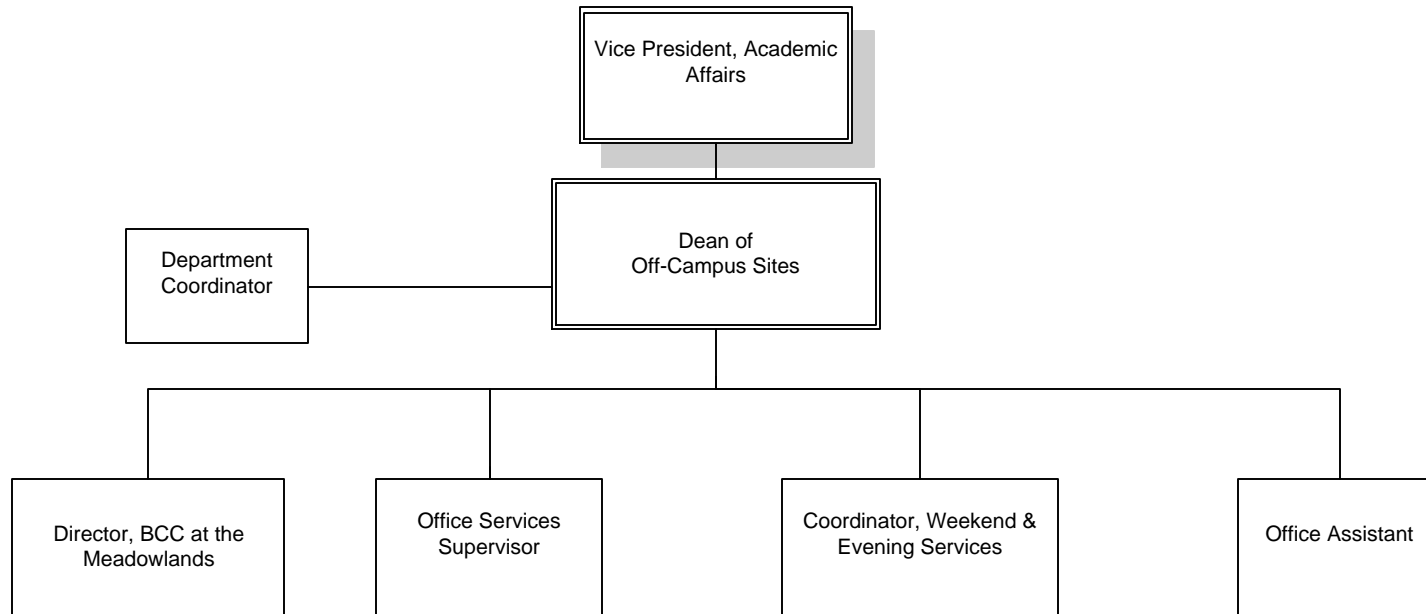 Vice President, Academic
Affairs
Dean of
Off-Campus Sites
Department
Coordinator
Director, BCC at the
Meadowlands
Office Services
Supervisor
Coordinator, Weekend &
Evening Services
Office Assistant